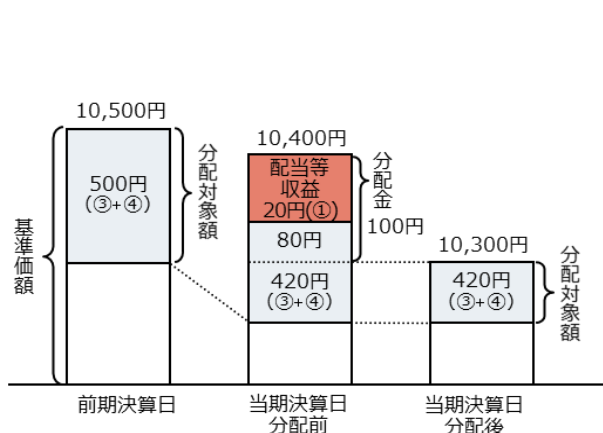 10,500円
500円
(③+④)
分配対象額
基準価額
前期決算日
10,400円
配当等
収益
20円(①)
80円
420円
(③+④)
分配金
100円
当期決算日
分配前
10,300円
420円
(③+④)
分配対象額
当期決算日
分配後